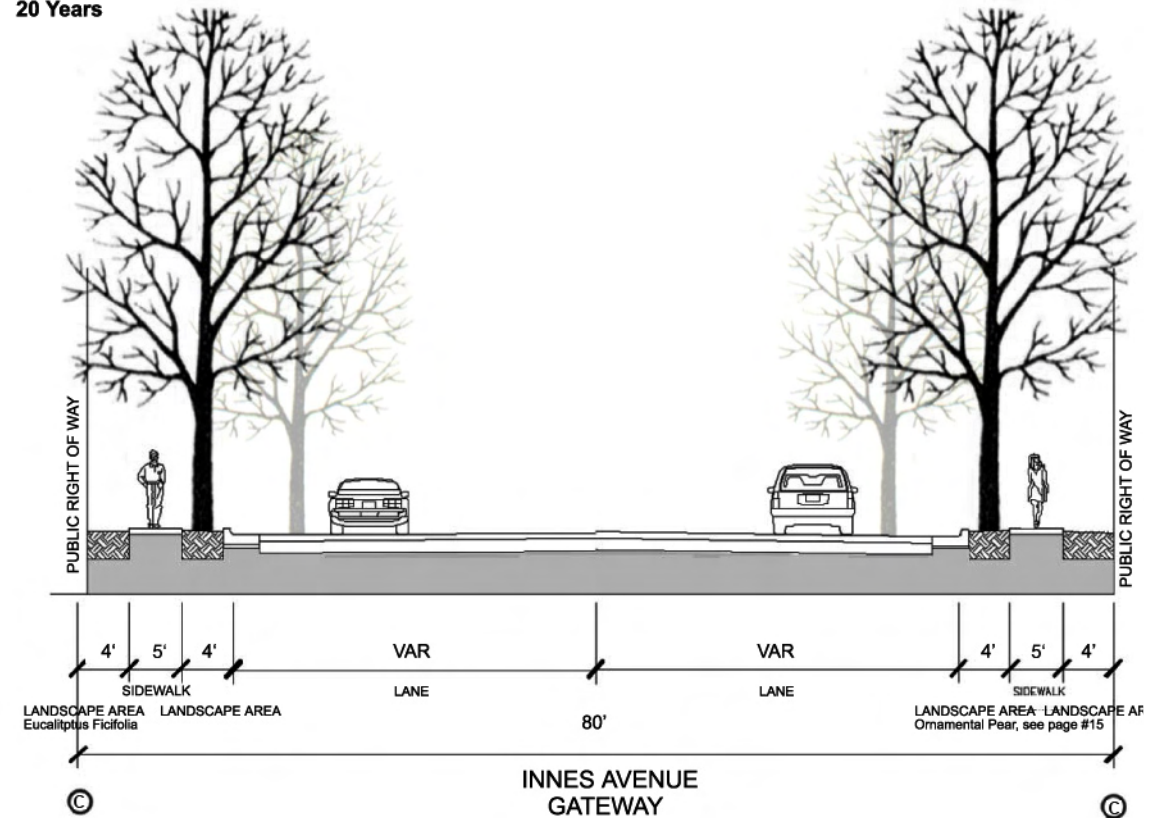 20 Years
PUBLIC RIGHT OF WAY
PUBLIC RIGHT OF WAY
4' 5' 4' VAR VAR 4' 5' 4'
SIDEWALK LANE LANE SIDEWALK
LANDSCAPE AREA LANDSCAPE AREA LANDSCAPE AREA LANDSCAPE AR
Eucalitptus Ficifolia 80' Ornamental Pear, see page #15
INNES AVENUE
GATEWAY
© ©